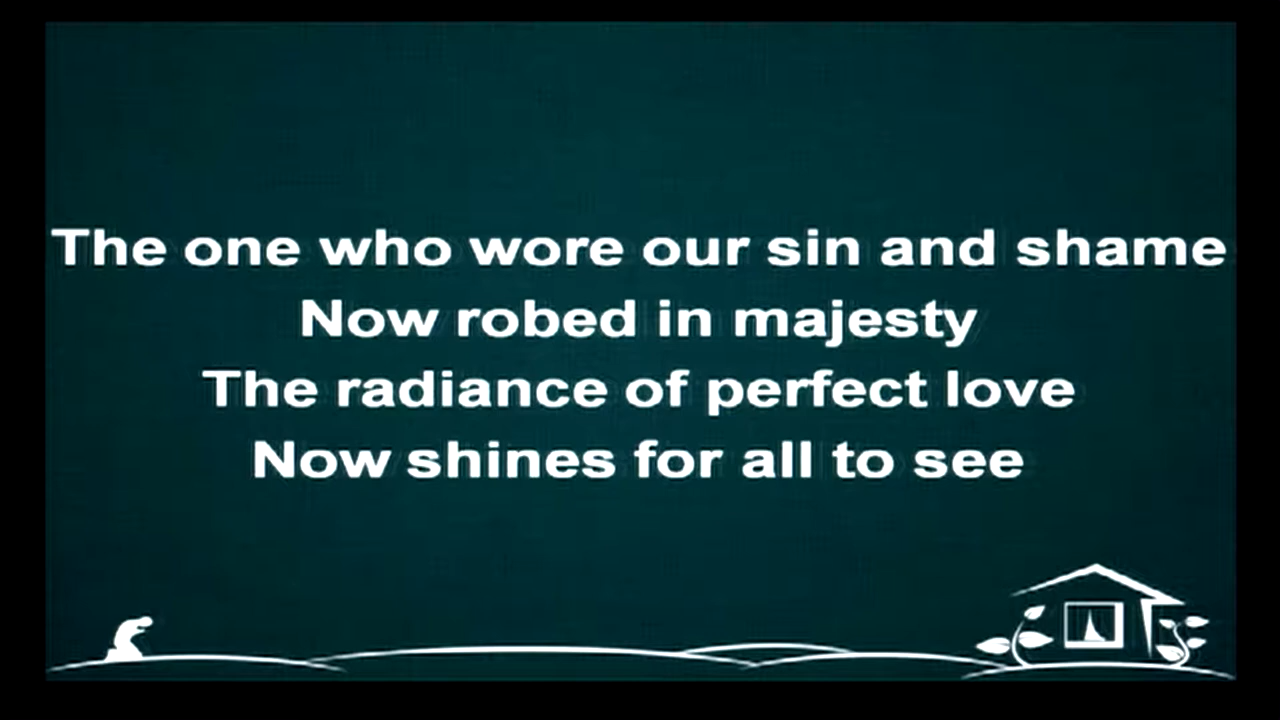 The one who wore our sin and shame
Now robed in majesty
The radiance of perfect love
Now shines for all to see